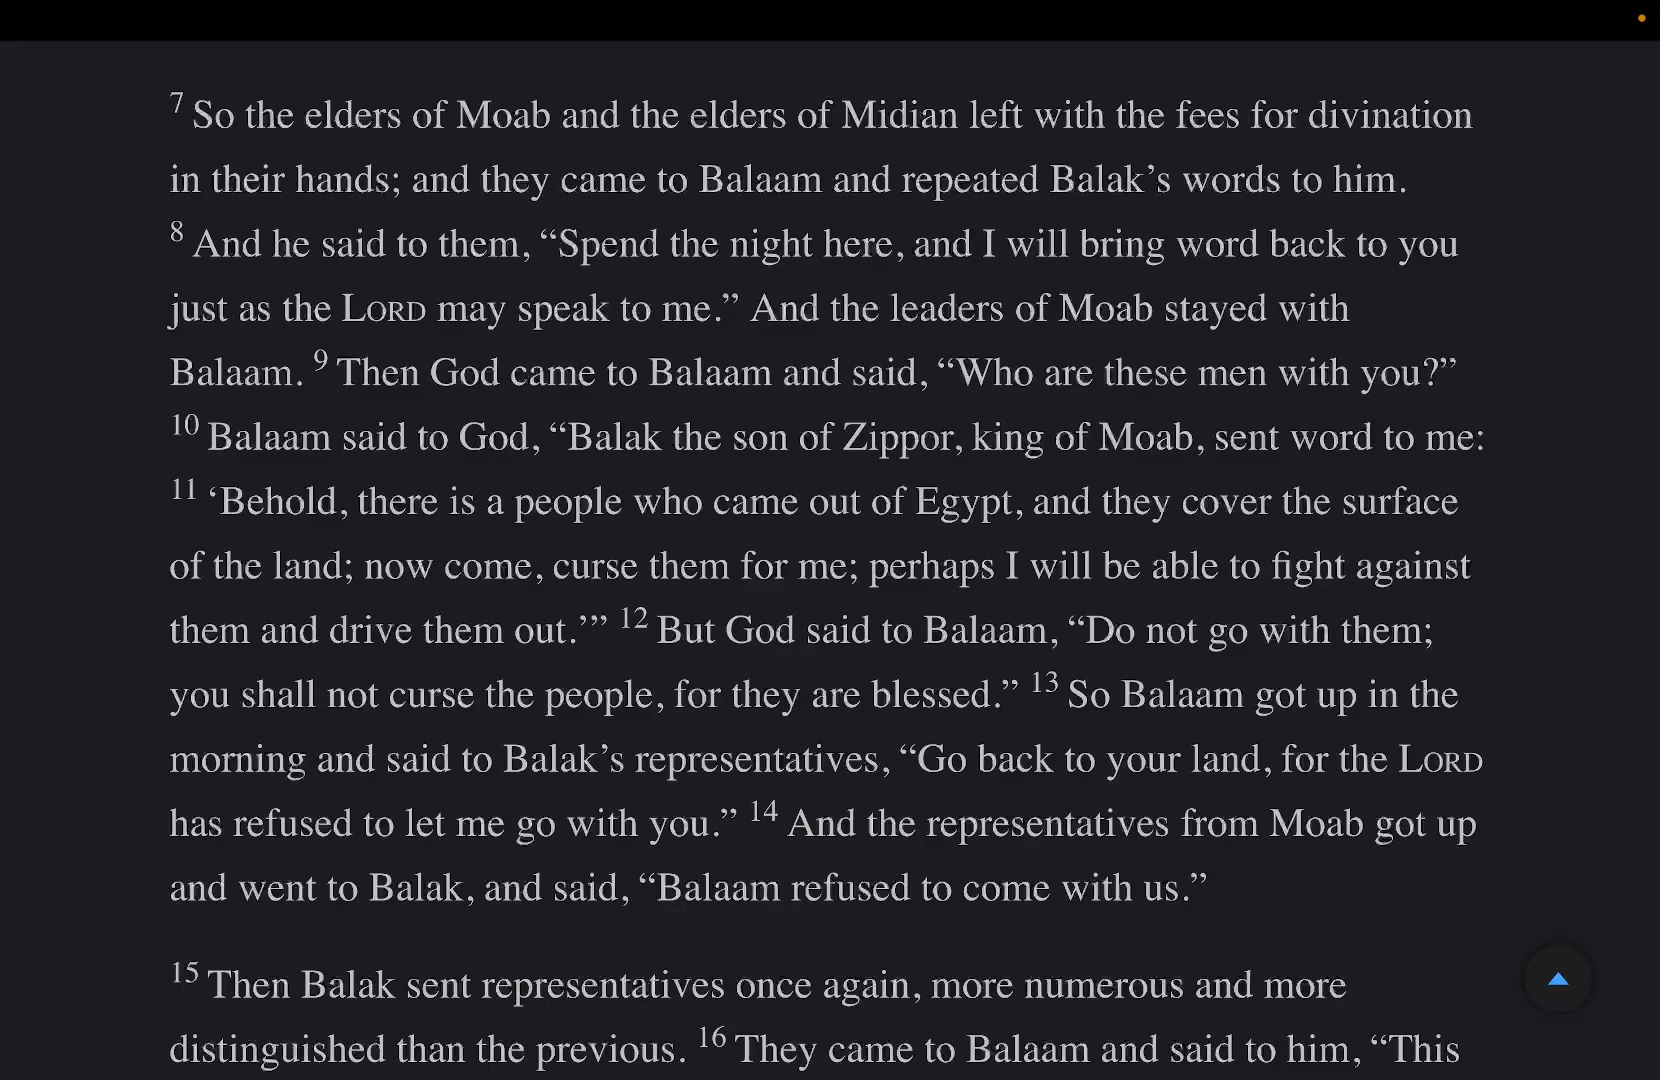 7 So the elders of Moab and the elders of Midian left with the fees for divination
in their hands; and they came to Balaam and repeated Balak’s words to him.
8 And he said to them, “Spend the night here, and I will bring word back to you
just as the LORD may speak to me.” And the leaders of Moab stayed with
Balaam. 9 Then God came to Balaam and said, “Who are these men with you?”
10 Balaam said to God, “Balak the son of Zippor, king of Moab, sent word to me:
11 ‘Behold, there is a people who came out of Egypt, and they cover the surface
of the land; now come, curse them for me; perhaps I will be able to fight against
them and drive them out.’” 12 But God said to Balaam, “Do not go with them;
you shall not curse the people, for they are blessed.” 13 So Balaam got up in the
morning and said to Balak’s representatives, “Go back to your land, for the LORD
has refused to let me go with you.” 14 And the representatives from Moab got up
and went to Balak, and said, “Balaam refused to come with us.”
15 Then Balak sent representatives once again, more numerous and more
distinguished than the previous. 16 They came to Balaam and said to him, “This